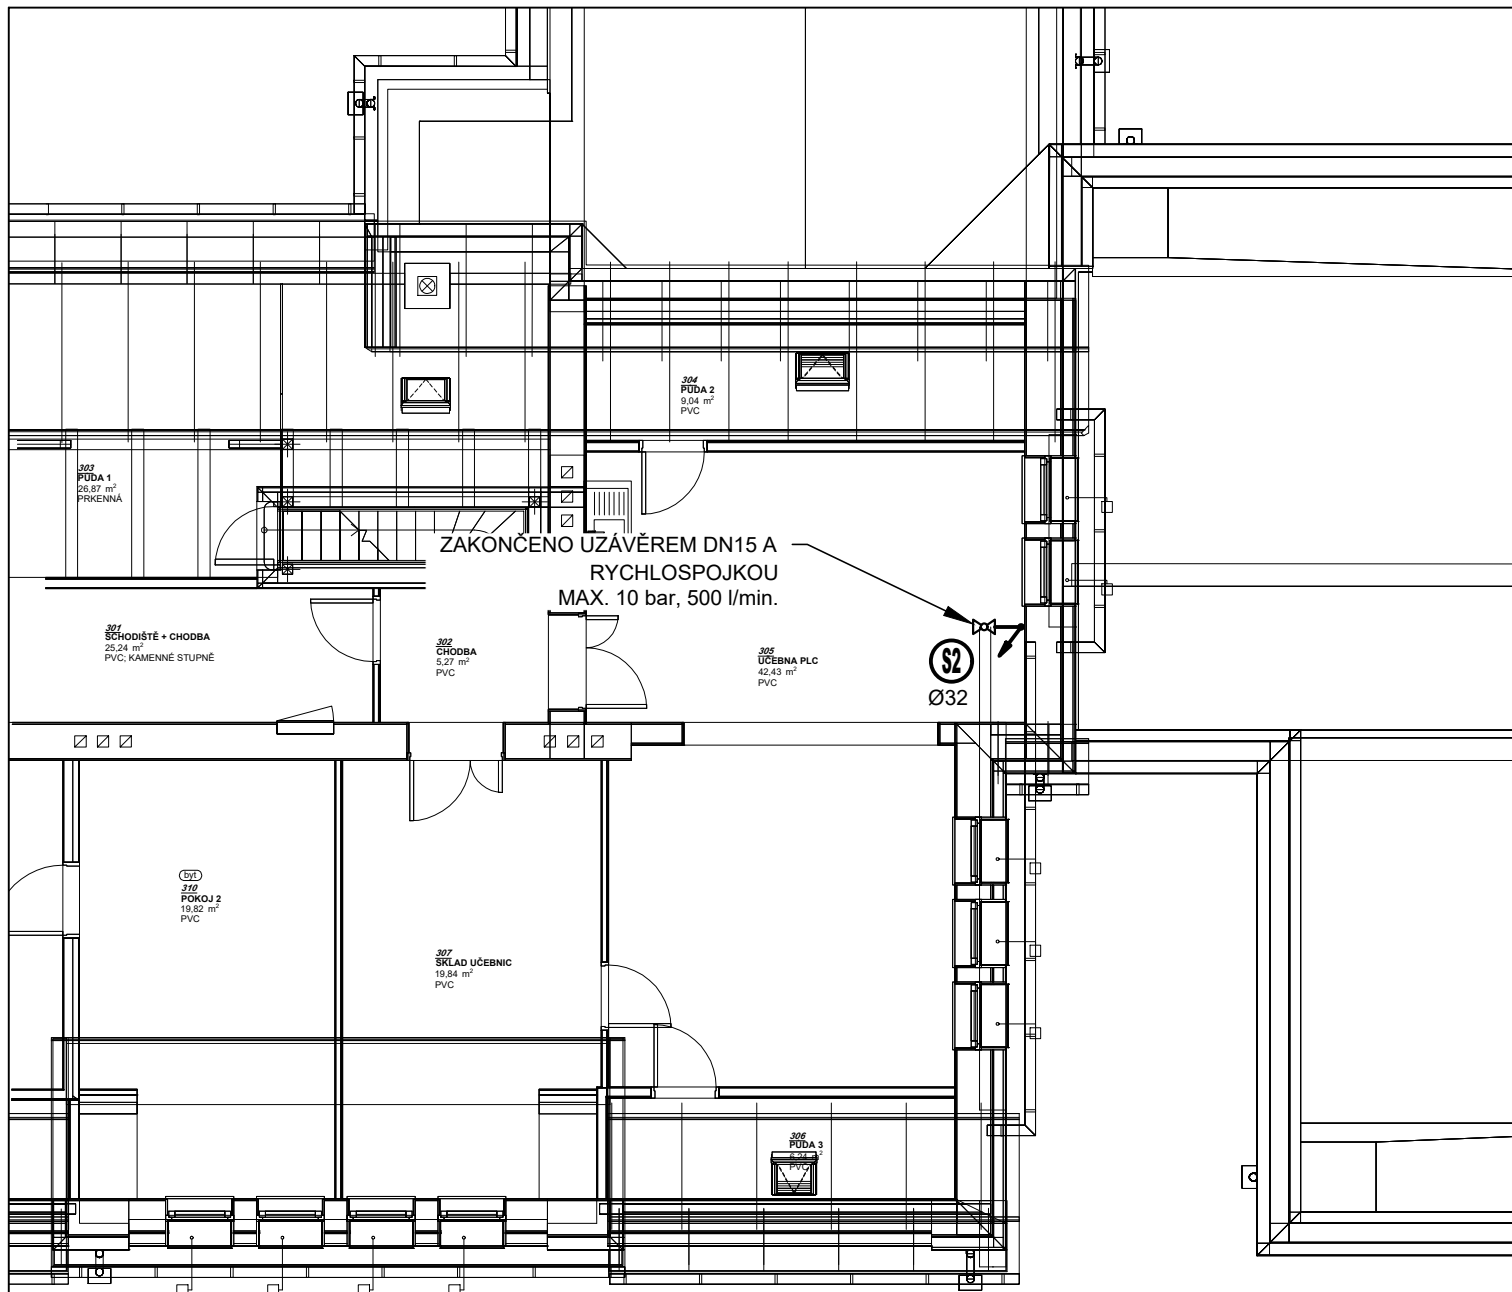 304
PŮDA 2
9,04 m²
PVC
303
PŮDA 1
26,87 m²
PRKENNÁ
ZAKONČENO UZÁVĚREM DN15 A
RYCHLOSPOJKOU
MAX. 10 bar, 500 l/min.
301
SCHODIŠTĚ + CHODBA
25,24 m²
PVC; KAMENNÉ STUPNĚ
302
CHODBA
5,27 m²
PVC
305
UČEBNA PLC
42,43 m²
PVC
S2
Ø32
byt
310
POKOJ 2
19,82 m²
PVC
307
SKLAD UČEBNIC
19,84 m²
PVC
306
PŮDA 3
6,24 m²
PVC